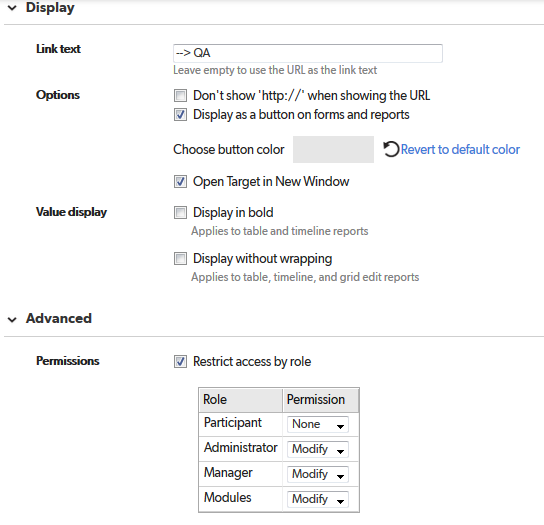 Display
Link text
--> QA
Leave empty to use the URL as the link text
Options
Don't show 'http://' when showing the URL
Display as a button on forms and reports
Choose button color Revert to default color
Open Target in New Window
Value display
Display in bold
Applies to table and timeline reports
Display without wrapping
Applies to table, timeline, and grid edit reports
Advanced
Permissions
Restrict access by role
Role Permission
Participant None
Administrator Modify
Manager Modify
Modules Modify